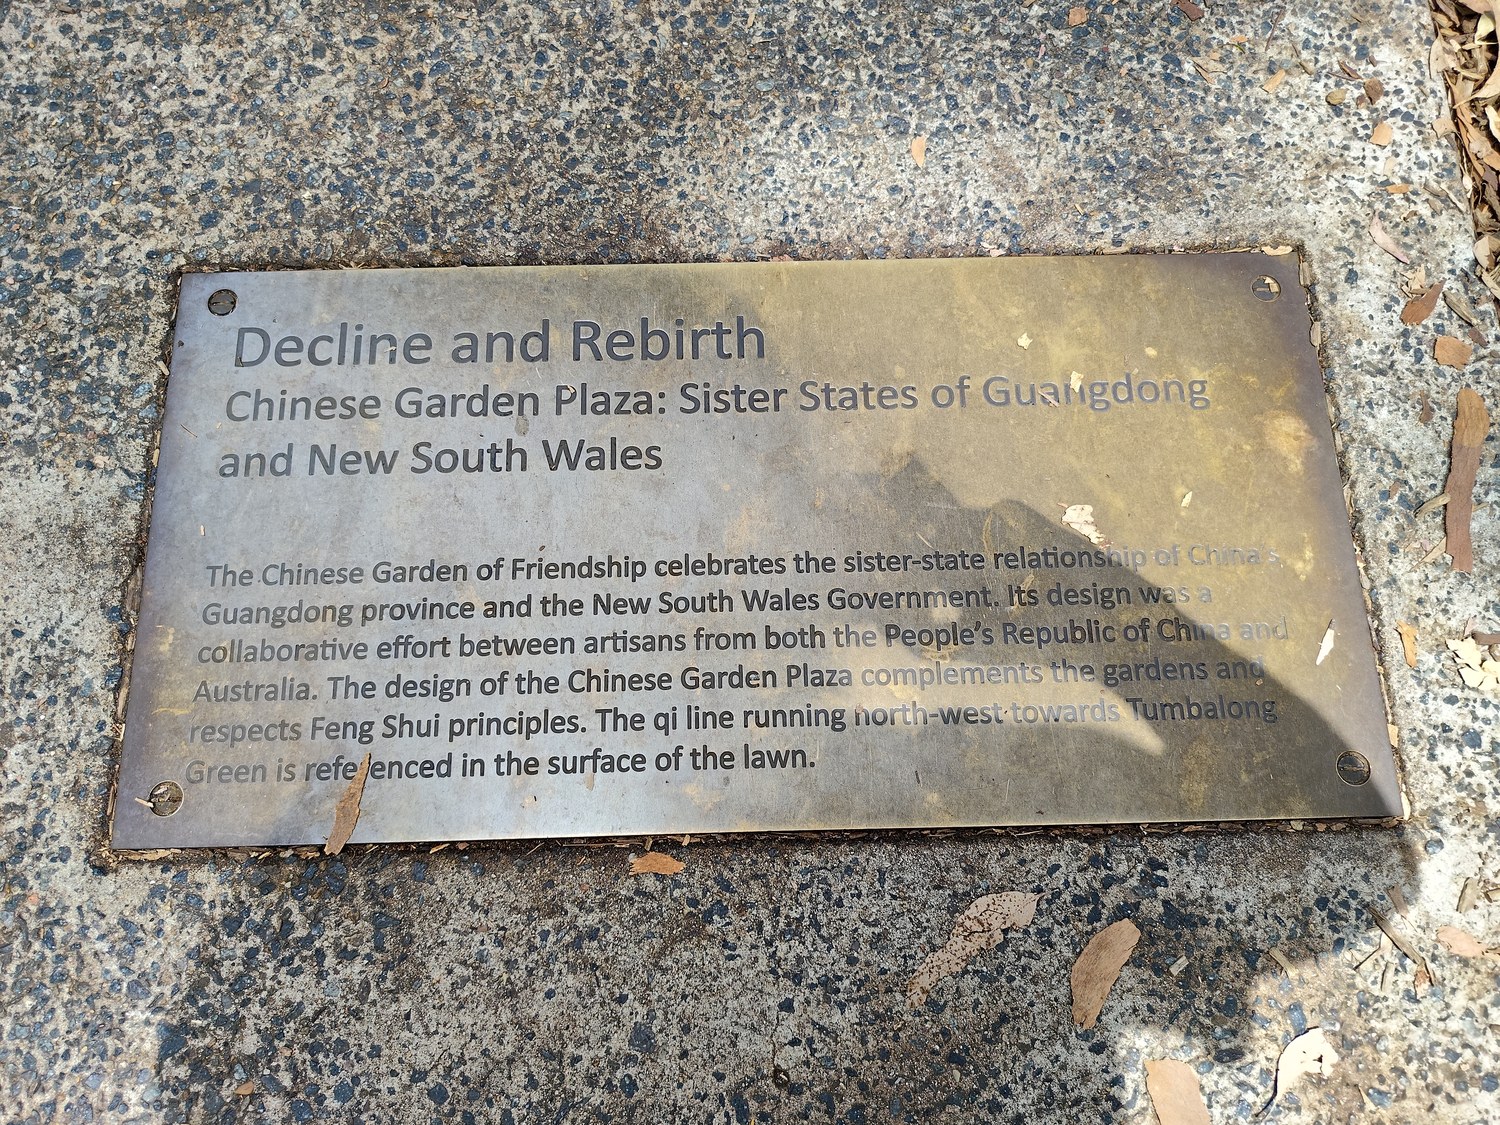 Decline and Rebirth
Chinese Garden Plaza: Sister States of Guangdong
and New South Wales
The Chinese Garden of Friendship celebrates the sister-state relationship of China's
Guangdong province and the New South Wales Government. Its design was a
collaborative effort between artisans from both the People's Republic of China and
Australia. The design of the Chinese Garden Plaza complements the gardens and
respects Feng Shui principles. The qi line running north-west towards Tumbalong
Green is referenced in the surface of the lawn.